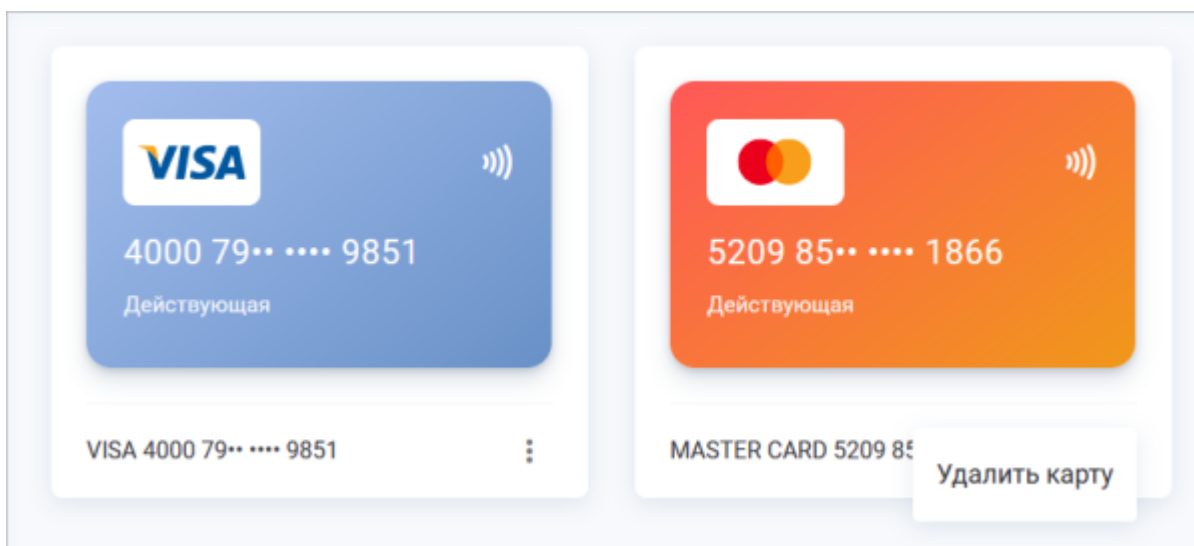 VISA
4000 79•• •••• 9851
Действующая
VISA 4000 79•• •••• 9851
5209 85•• •••• 1866
Действующая
MASTER CARD 5209 85
Удалить карту